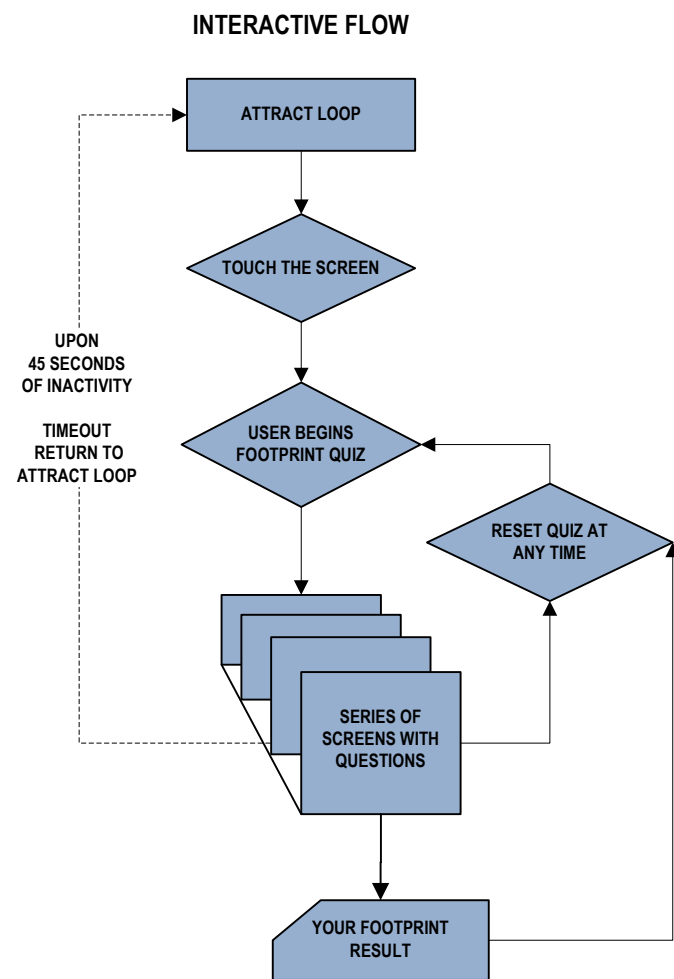 INTERACTIVE FLOW
ATTRACT LOOP
TOUCH THE SCREEN
UPON
45 SECONDS
OF INACTIVITY
TIMEOUT
RETURN TO
ATTRACT LOOP
USER BEGINS
FOOTPRINT QUIZ
RESET QUIZ AT
ANY TIME
SERIES OF
SCREENS WITH
QUESTIONS
YOUR FOOTPRINT
RESULT